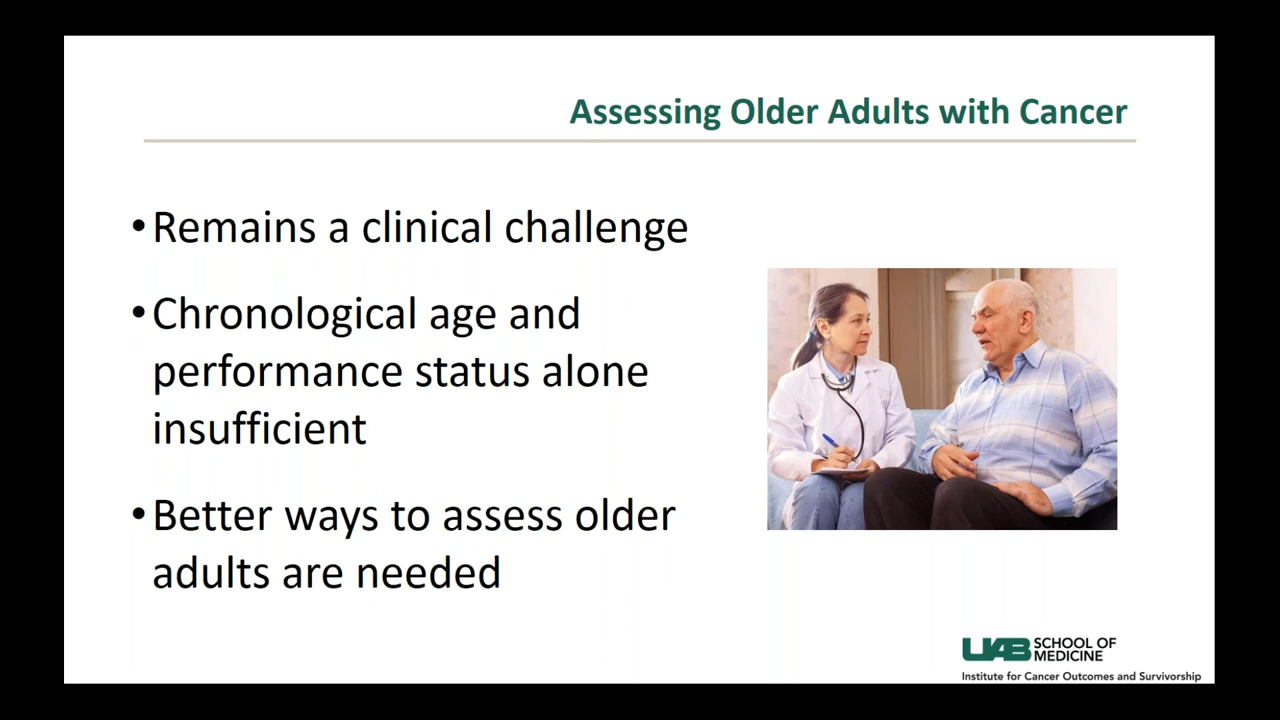 Assessing Older Adults with Cancer
•Remains a clinical challenge
•Chronological age and
performance status alone
insufficient
•Better ways to assess older
adults are needed
UAB SCHOOL OF
MEDICINE
Institute for Cancer Outcomes and Survivorship